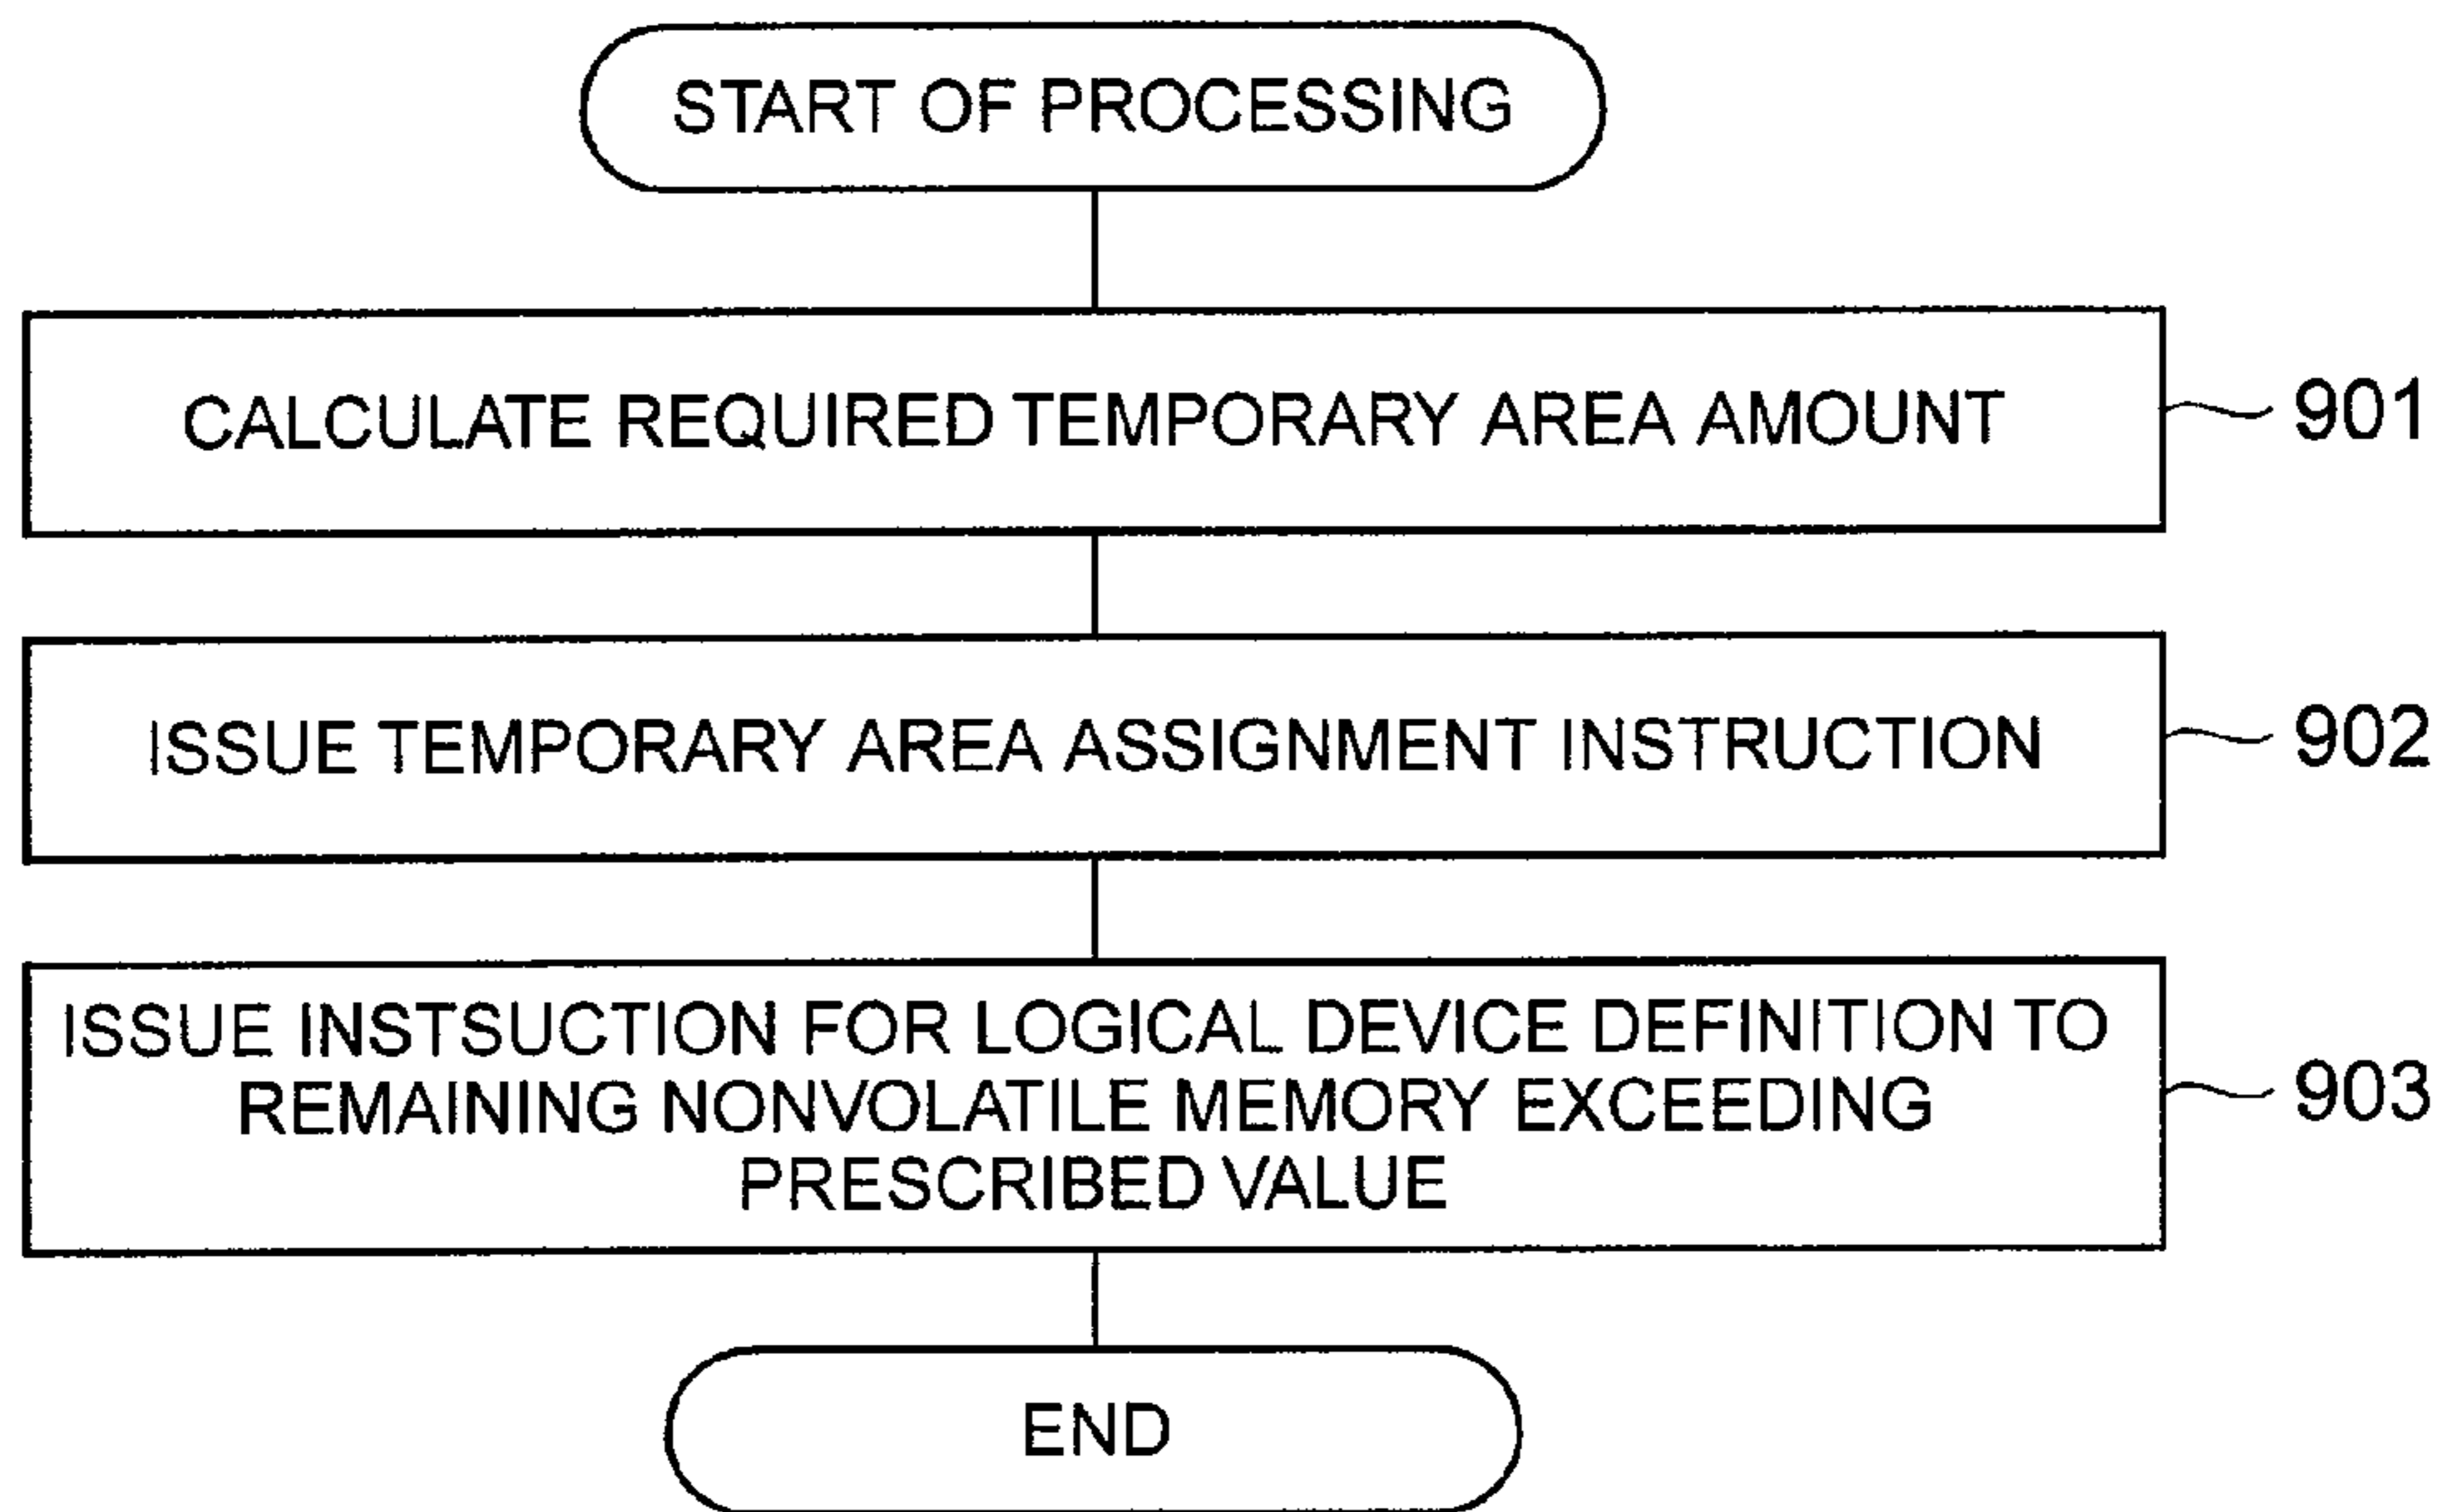 START OF PROCESSING
CALCULATE REQUIRED TEMPORARY AREA AMOUNT
901
ISSUE TEMPORARY AREA ASSIGNMENT INSTRUCTION
902
ISSUE INSTSUCTION FOR LOGICAL DEVICE DEFINITION TO
REMAINING NONVOLATILE MEMORY EXCEEDING
PRESCRIBED VALUE
903
END